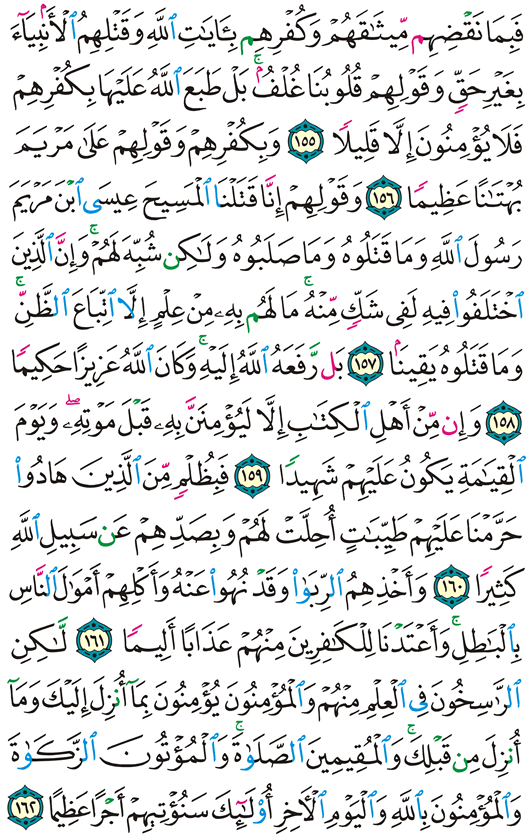 فَبِمَا نَقۡضِهِم مِّيثَٰقَهُمۡ وَكُفۡرِهِم بِـَٔايَٰتِ ٱللَّهِ وَقَتۡلِهِمُ ٱلۡأَنۢبِيَآءَ
بِغَيۡرِ حَقّٖ وَقَوۡلِهِمۡ قُلُوبُنَا غُلۡفُۢۚ بَلۡ طَبَعَ ٱللَّهُ عَلَيۡهَا بِكُفۡرِهِمۡ
فَلَا يُؤۡمِنُونَ إِلَّا قَلِيلٗا ١٥٥ وَبِكُفۡرِهِمۡ وَقَوۡلِهِمۡ عَلَىٰ مَرۡيَمَ
بُهۡتَٰنًا عَظِيمٗا ١٥٦ وَقَوۡلِهِمۡ إِنَّا قَتَلۡنَا ٱلۡمَسِيحَ عِيسَى ٱبۡنَ مَرۡيَمَ
رَسُولَ ٱللَّهِ وَمَا قَتَلُوهُ وَمَا صَلَبُوهُ وَلَٰكِن شُبِّهَ لَهُمۡۚ وَإِنَّ ٱلَّذِينَ
ٱخۡتَلَفُواْ فِيهِ لَفِي شَكّٖ مِّنۡهُۚ مَا لَهُم بِهِۦ مِنۡ عِلۡمٍ إِلَّا ٱتِّبَاعَ ٱلظَّنِّۚ
وَمَا قَتَلُوهُ يَقِينَۢا ١٥٧ بَل رَّفَعَهُ ٱللَّهُ إِلَيۡهِۚ وَكَانَ ٱللَّهُ عَزِيزًا حَكِيمٗا
١٥٨ وَإِن مِّنۡ أَهۡلِ ٱلۡكِتَٰبِ إِلَّا لَيُؤۡمِنَنَّ بِهِۦ قَبۡلَ مَوۡتِهِۦۖ وَيَوۡمَ
ٱلۡقِيَٰمَةِ يَكُونُ عَلَيۡهِمۡ شَهِيدٗا ١٥٩ فَبِظُلۡمٖ مِّنَ ٱلَّذِينَ هَادُواْ
حَرَّمۡنَا عَلَيۡهِمۡ طَيِّبَٰتٍ أُحِلَّتۡ لَهُمۡ وَبِصَدِّهِمۡ عَن سَبِيلِ ٱللَّهِ
كَثِيرٗا ١٦٠ وَأَخۡذِهِمُ ٱلرِّبَوٰاْ وَقَدۡ نُهُواْ عَنۡهُ وَأَكۡلِهِمۡ أَمۡوَٰلَ ٱلنَّاسِ
بِٱلۡبَٰطِلِۚ وَأَعۡتَدۡنَا لِلۡكَٰفِرِينَ مِنۡهُمۡ عَذَابًا أَلِيمٗا ١٦١ لَّٰكِنِ
ٱلرَّٰسِخُونَ فِي ٱلۡعِلۡمِ مِنۡهُمۡ وَٱلۡمُؤۡمِنُونَ يُؤۡمِنُونَ بِمَآ أُنزِلَ إِلَيۡكَ وَمَآ
أُنزِلَ مِن قَبۡلِكَۚ وَٱلۡمُقِيمِينَ ٱلصَّلَوٰةَۚ وَٱلۡمُؤۡتُونَ ٱلزَّكَوٰةَ
وَٱلۡمُؤۡمِنُونَ بِٱللَّهِ وَٱلۡيَوۡمِ ٱلۡأٓخِرِ أُوْلَٰٓئِكَ سَنُؤۡتِيهِمۡ أَجۡرًا عَظِيمًا ١٦٢